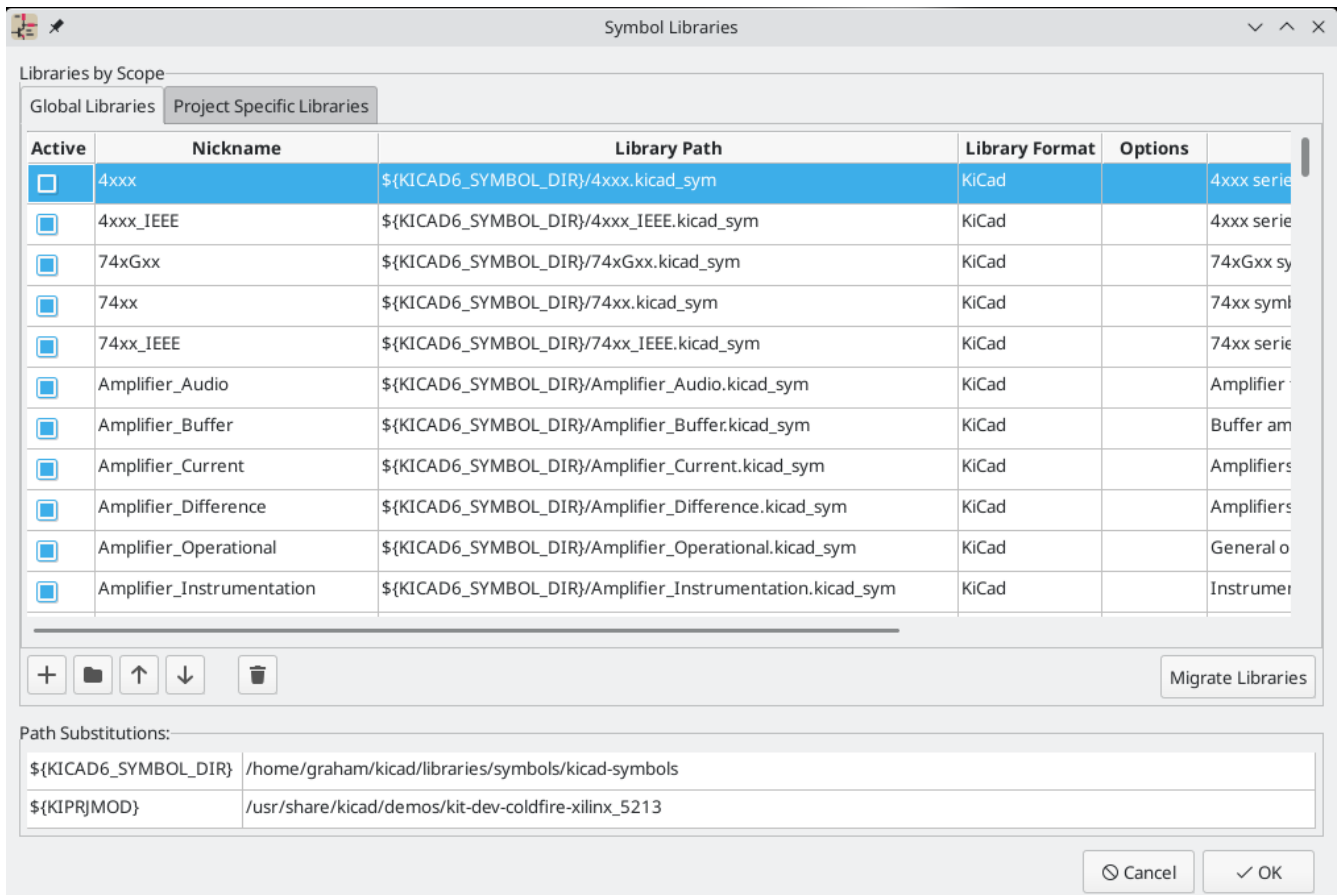 Symbol Libraries
Libraries by Scope
Global Libraries Project Specific Libraries
Active Nickname Library Path Library Format Options
4xxx ${KICAD6_SYMBOL_DIR}/4xxx.kicad_sym KiCad 4xxx serie
4xxx_IEEE ${KICAD6_SYMBOL_DIR}/4xxx_IEEE.kicad_sym KiCad 4xxx serie
74xGxx ${KICAD6_SYMBOL_DIR}/74xGxx.kicad_sym KiCad 74xGxx sy
74xx ${KICAD6_SYMBOL_DIR}/74xx.kicad_sym KiCad 74xx symb
74xx_IEEE ${KICAD6_SYMBOL_DIR}/74xx_IEEE.kicad_sym KiCad 74xx serie
Amplifier_Audio ${KICAD6_SYMBOL_DIR}/Amplifier_Audio.kicad_sym KiCad Amplifier
Amplifier_Buffer ${KICAD6_SYMBOL_DIR}/Amplifier_Buffer.kicad_sym KiCad Buffer am
Amplifier_Current ${KICAD6_SYMBOL_DIR}/Amplifier_Current.kicad_sym KiCad Amplifiers
Amplifier_Difference ${KICAD6_SYMBOL_DIR}/Amplifier_Difference.kicad_sym KiCad Amplifiers
Amplifier_Operational ${KICAD6_SYMBOL_DIR}/Amplifier_Operational.kicad_sym KiCad General o
Amplifier_Instrumentation ${KICAD6_SYMBOL_DIR}/Amplifier_Instrumentation.kicad_sym KiCad Instrumen
Migrate Libraries
Path Substitutions:
${KICAD6_SYMBOL_DIR} /home/graham/kicad/libraries/symbols/kicad-symbols
${KIPRJMOD} /usr/share/kicad/demos/kit-dev-coldfire-xilinx_5213
Cancel OK